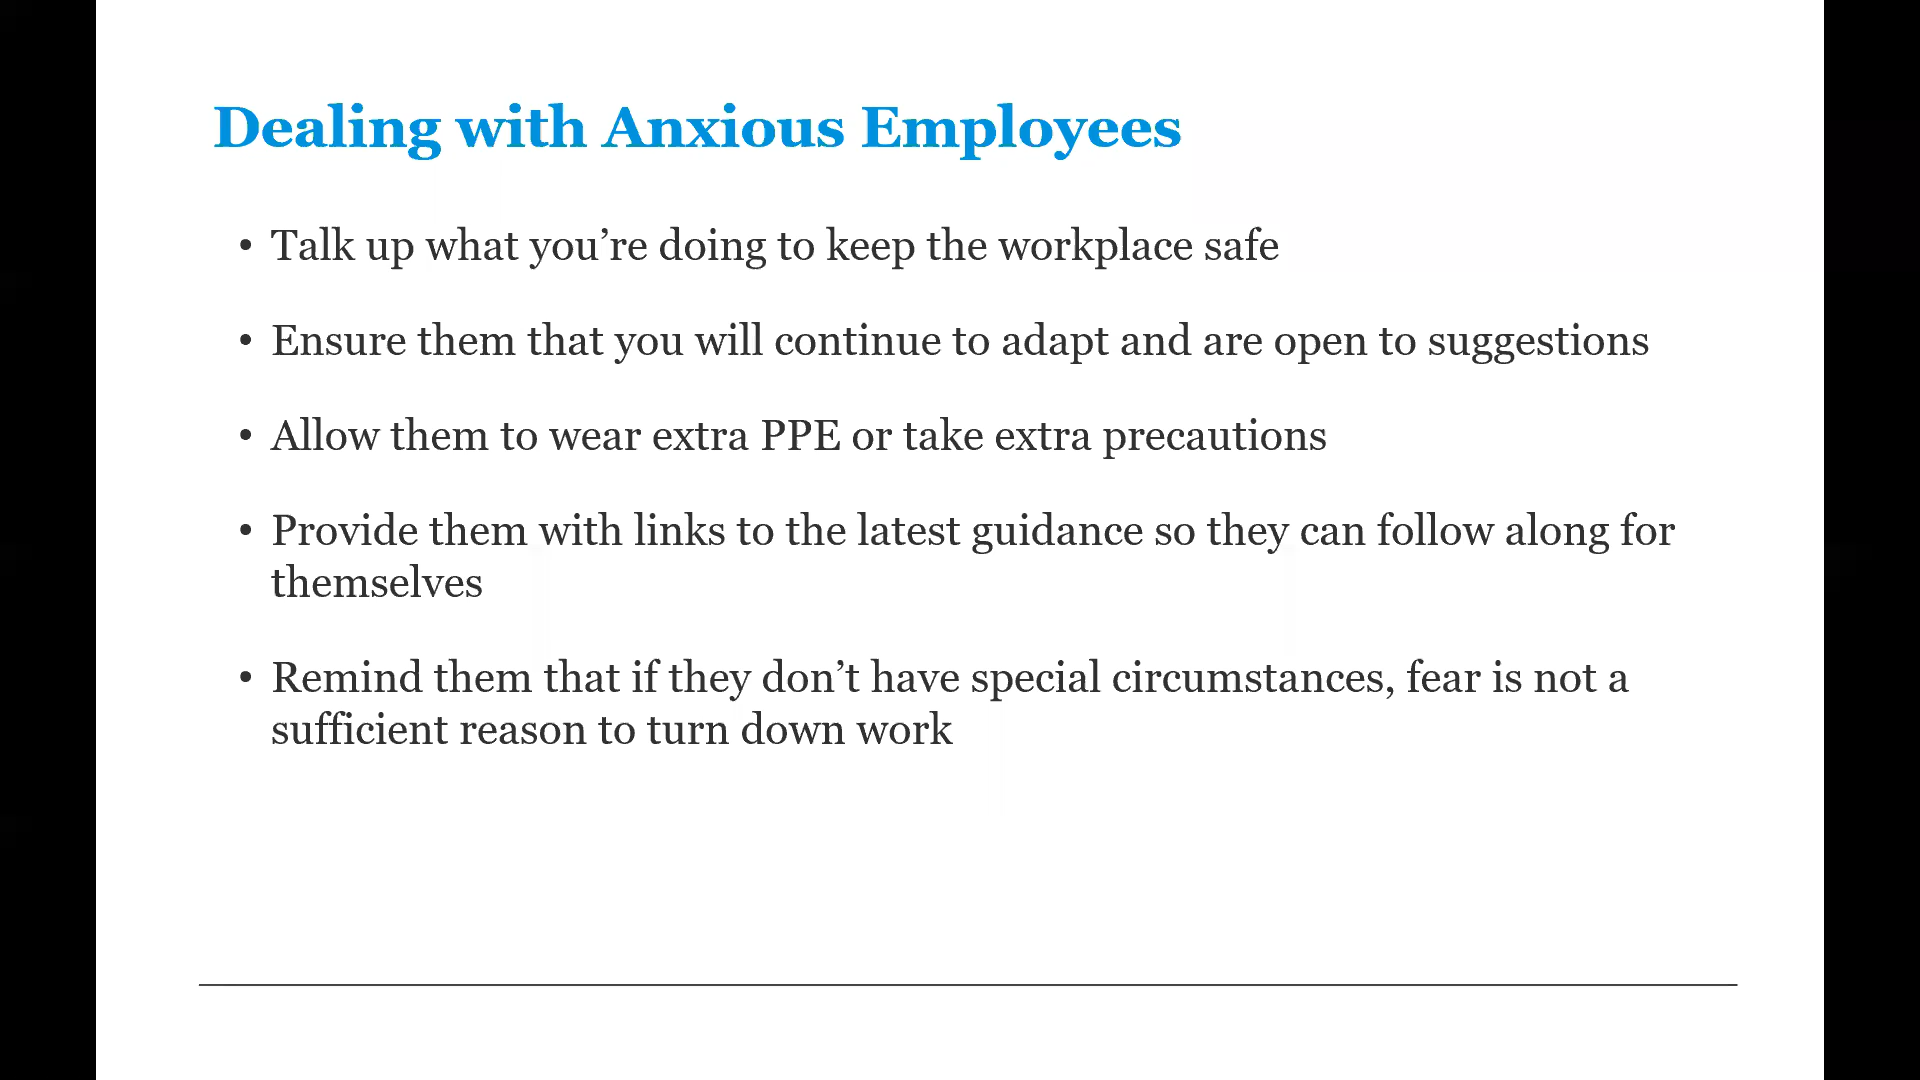 Dealing with Anxious Employees
• Talk up what you’re doing to keep the workplace safe
• Ensure them that you will continue to adapt and are open to suggestions
• Allow them to wear extra PPE or take extra precautions
• Provide them with links to the latest guidance so they can follow along for
themselves
• Remind them that if they don’t have special circumstances, fear is not a
sufficient reason to turn down work